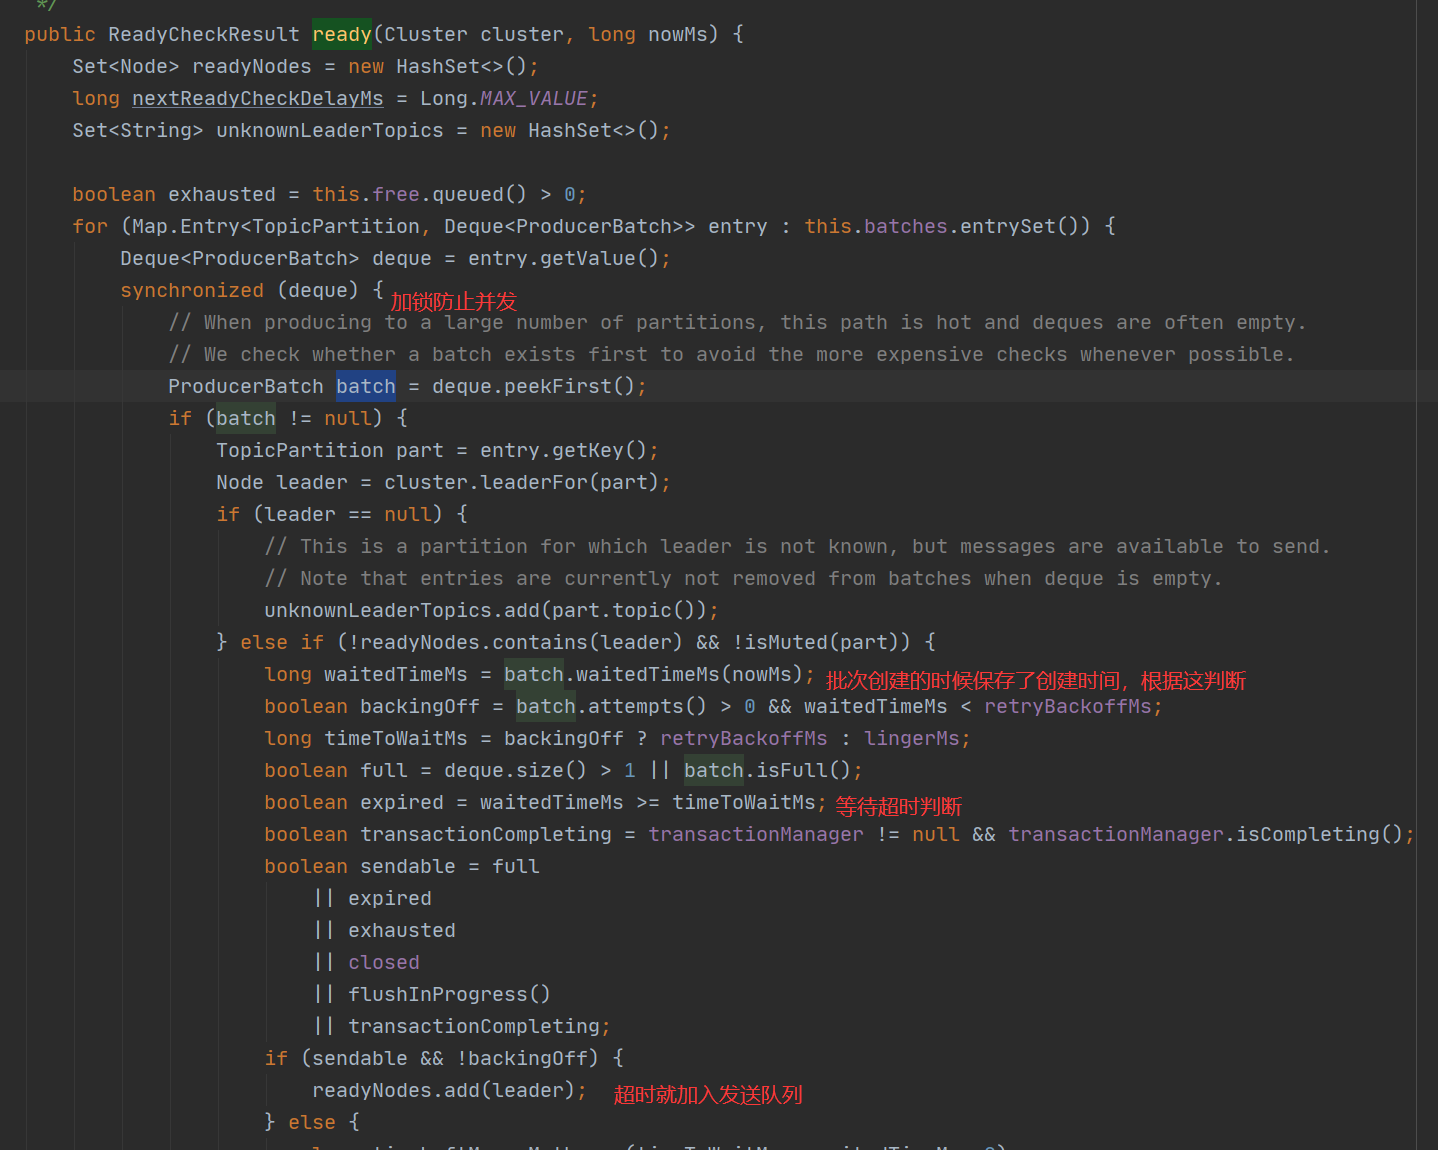 */
public ReadyCheckResult ready(Cluster cluster, long nowMs) {
Set<Node> readyNodes = new HashSet<>();
long nextReadyCheckDelayMs = Long.MAX_VALUE;
Set<String> unknownLeaderTopics = new HashSet<>();
boolean exhausted = this.free.queued() > 0;
for (Map.Entry<TopicPartition, Deque<ProducerBatch>> entry : this.batches.entrySet()) {
Deque<ProducerBatch> deque = entry.getValue();
synchronized (deque) { 加锁防止并发
// When producing to a large number of partitions, this path is hot and deques are often empty.
// We check whether a batch exists first to avoid the more expensive checks whenever possible.
ProducerBatch batch = deque.peekFirst();
if (batch != null) {
TopicPartition part = entry.getKey();
Node leader = cluster.leaderFor(part);
if (leader == null) {
// This is a partition for which leader is not known, but messages are available to send.
// Note that entries are currently not removed from batches when deque is empty.
unknownLeaderTopics.add(part.topic());
} else if (!readyNodes.contains(leader) && !isMuted(part)) {
long waitedTimeMs = batch.waitedTimeMs(nowMs); 批次创建的时候保存了创建时间，根据这判断
boolean backingOff = batch.attempts() > 0 && waitedTimeMs < retryBackoffMs;
long timeToWaitMs = backingOff ? retryBackoffMs : lingerMs;
boolean full = deque.size() > 1 || batch.isFull();
boolean expired = waitedTimeMs >= timeToWaitMs; 等待超时判断
boolean transactionCompleting = transactionManager != null && transactionManager.isCompleting();
boolean sendable = full
|| expired
|| exhausted
|| closed
|| flushInProgress()
|| transactionCompleting;
if (sendable && !backingOff) {
readyNodes.add(leader); 超时就加入发送队列
} else {